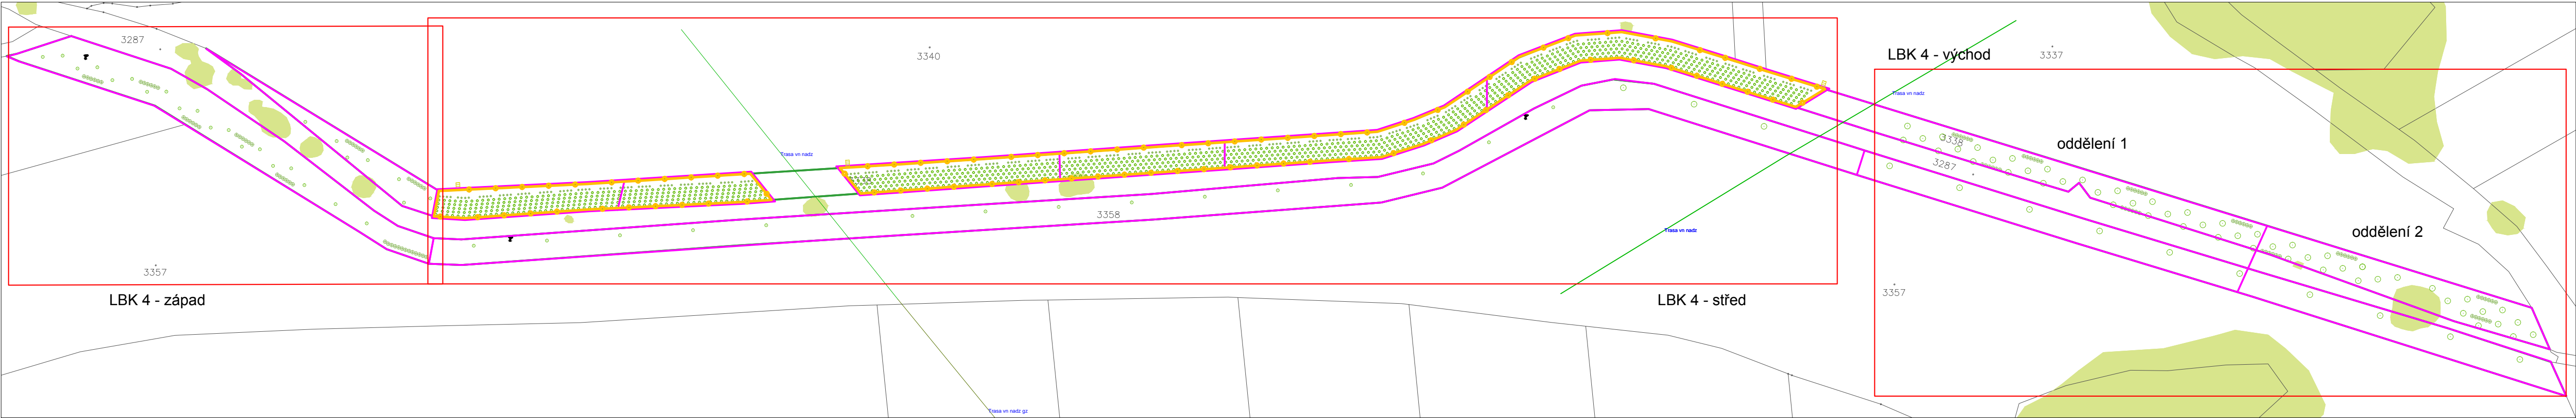 3287
3340
LBK 4 - východ
3337
Trasa vn nadz
3338
oddělení 1
Trasa vn nadz
3287
3358
Trasa vn nadz
oddělení 2
3357
3357
LBK 4 - západ
LBK 4 - střed
Trasa vn nadz gz